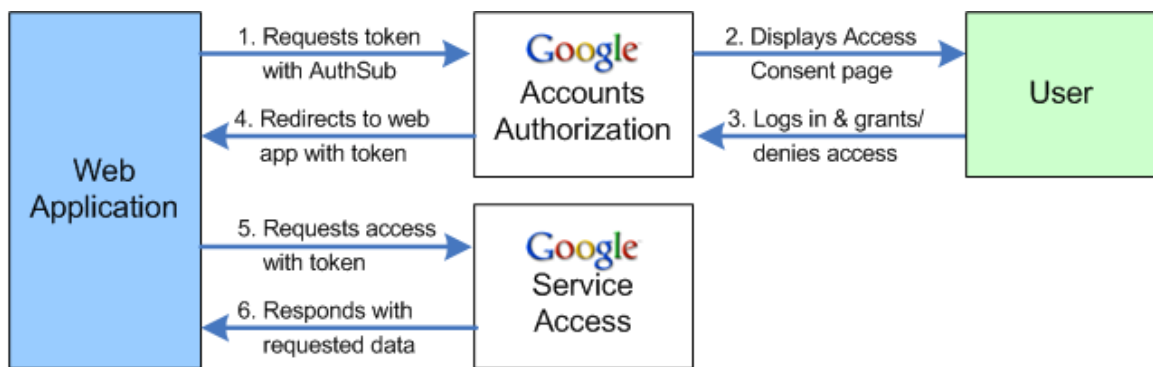 Web
Application
1. Requests token
with AuthSub
4. Redirects to web
app with token
Google
Accounts
Authorization
2. Displays Access
Consent page
3. Logs in & grants/
denies access
User
5. Requests access
with token
6. Responds with
requested data
Google
Service
Access